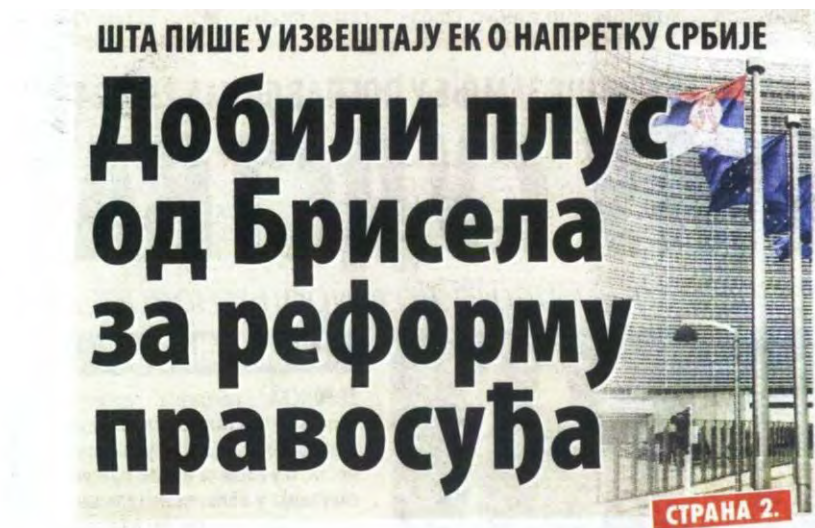 ШТА ПИШЕ У ИЗВЕШТАЈУ ЕК О НАПРЕТКУ СРБИЈЕ
Добили плус
од Брисела
за реформу
правосуђа
СТРАНА 2.